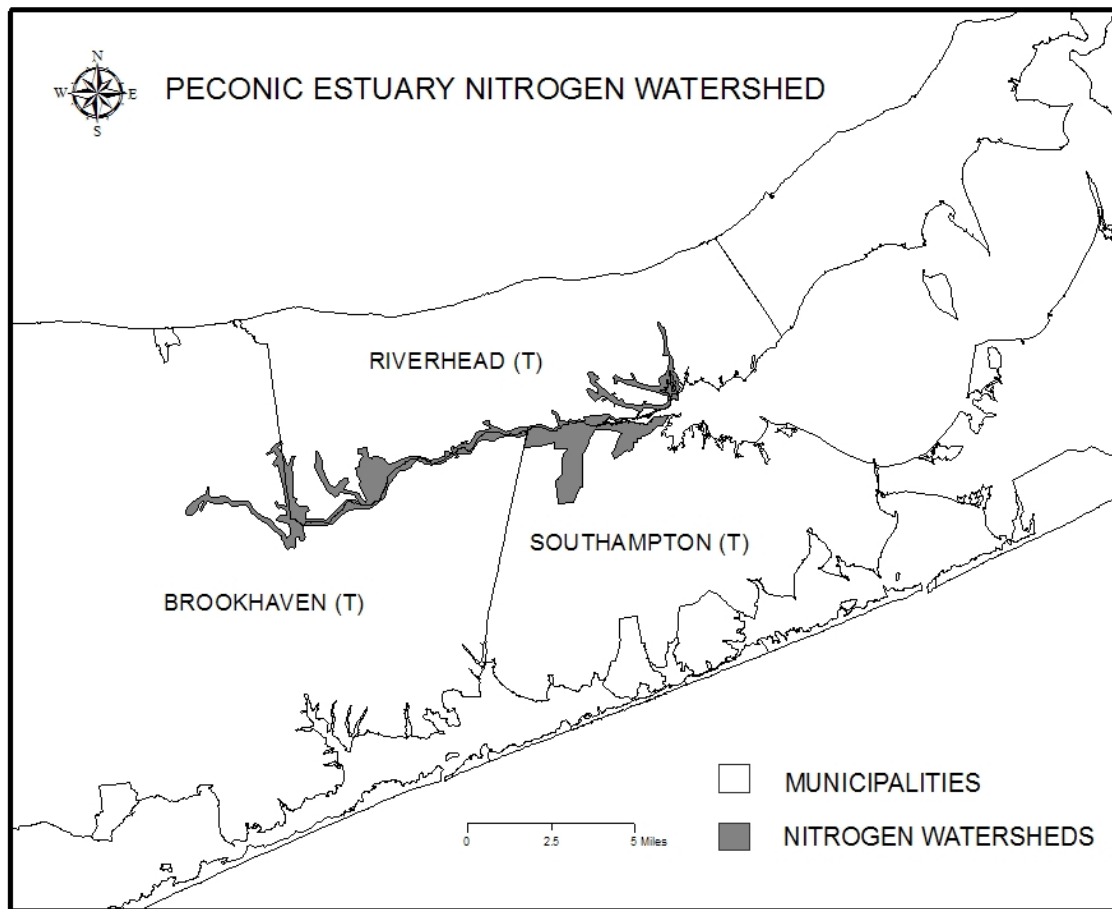 N
W E
S
PECONIC ESTUARY NITROGEN WATERSHED
RIVERHEAD (T)
SOUTHAMPTON (T)
BROOKHAVEN (T)
MUNICIPALITIES
NITROGEN WATERSHEDS
0 2.5 5 Miles